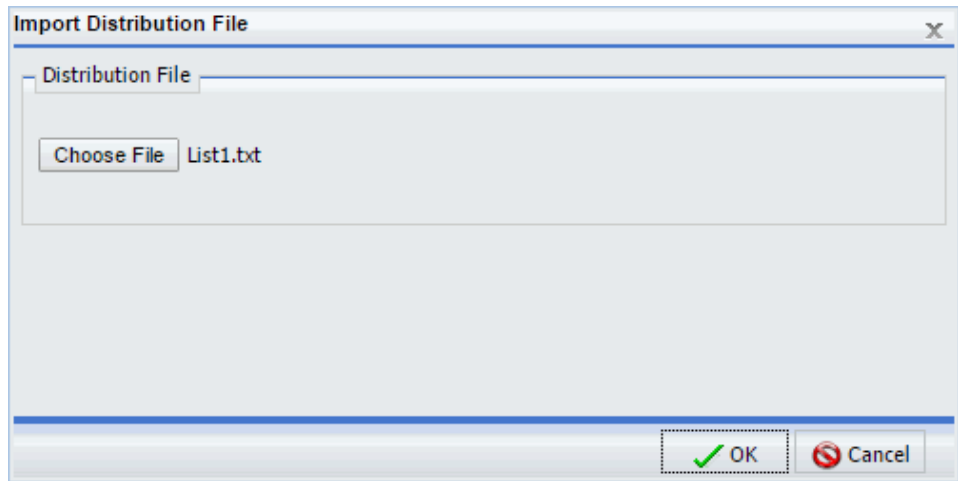 Import Distribution File
x
Distribution File
Choose File List1.txt
OK Cancel